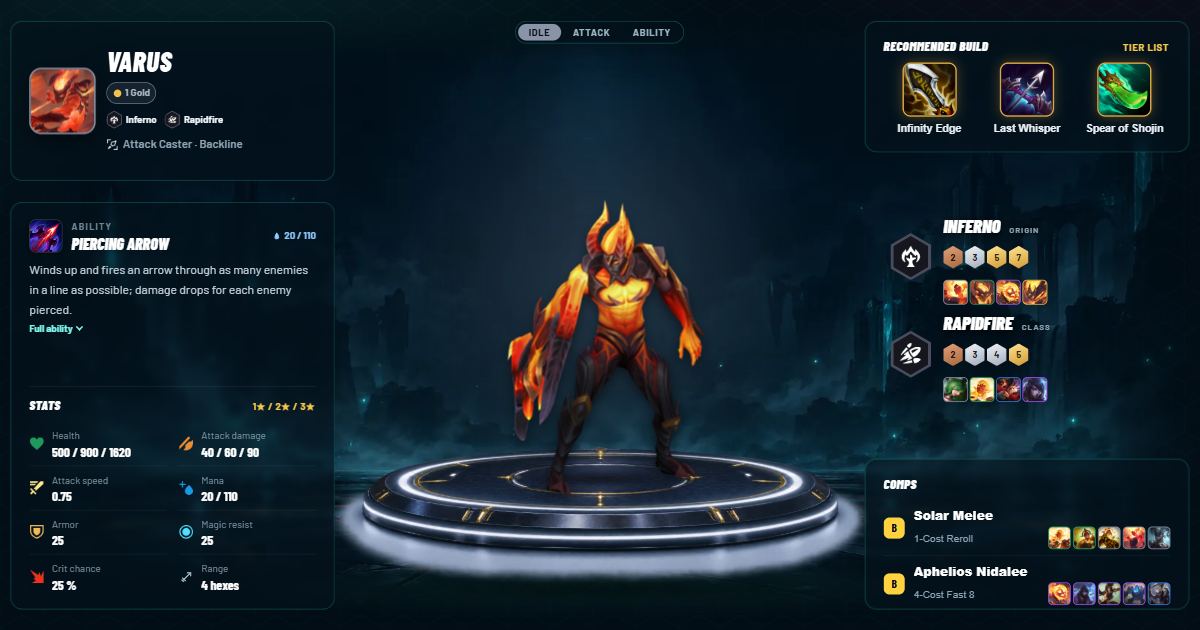 VARUS
1 Gold
Inferno Rapidfire
Attack Caster · Backline
ABILITY
PIERCING ARROW
20 / 110
Winds up and fires an arrow through as many enemies
in a line as possible; damage drops for each enemy
pierced.
Full ability
STATS
1★ / 2★ / 3★
Health
500 / 900 / 1620
Attack damage
40 / 60 / 90
Attack speed
0.75
Mana
20 / 110
Armor
25
Magic resist
25
Crit chance
25 %
Range
4 hexes
IDLE ATTACK ABILITY
RECOMMENDED BUILD
TIER LIST
Infinity Edge Last Whisper Spear of Shojin
INFERNO ORIGIN
2 3 5 7
RAPIDFIRE CLASS
2 3 4 5
COMPS
B
Solar Melee
1-Cost Reroll
B
Aphelios Nidalee
4-Cost Fast 8